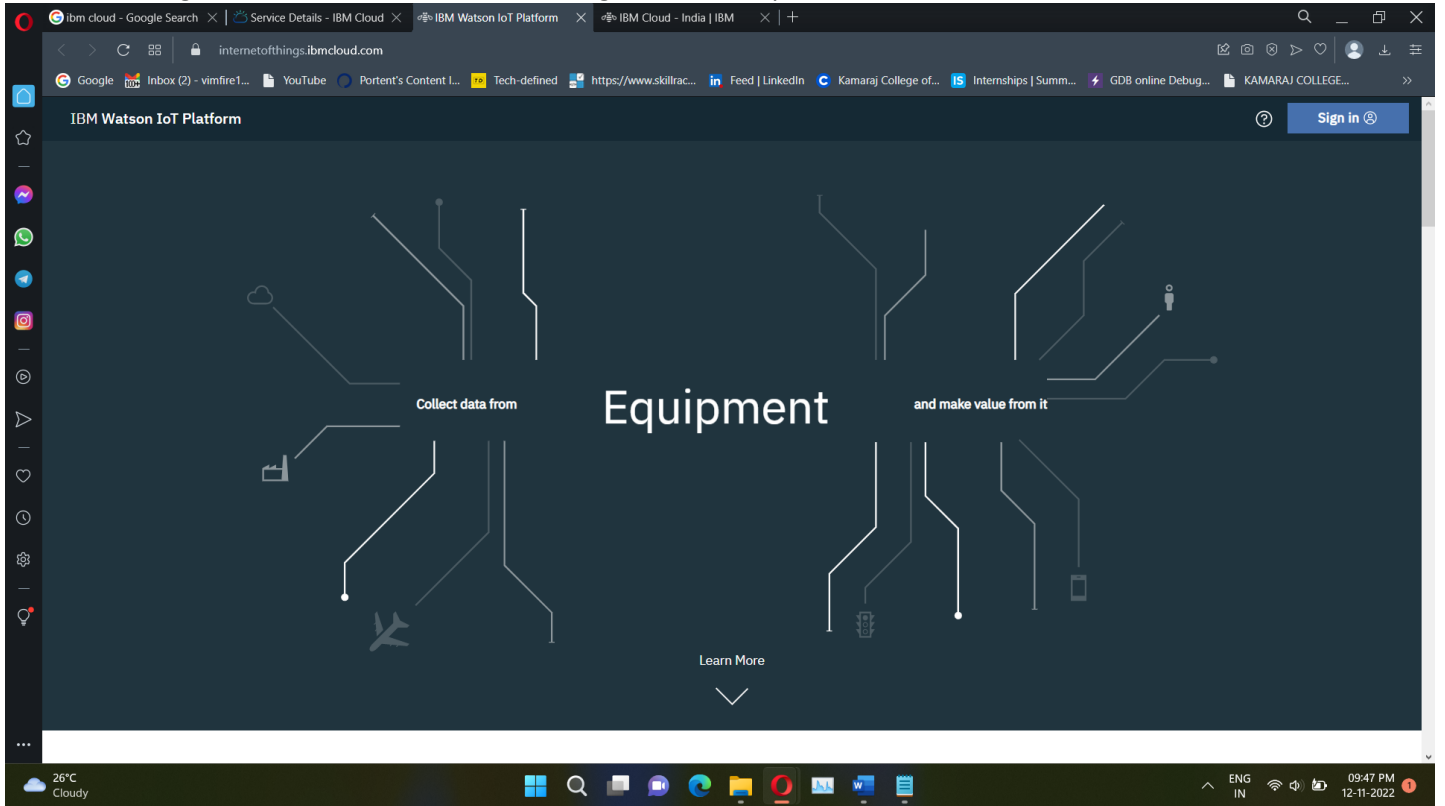 ibm cloud - Google Search
Service Details - IBM Cloud
IBM Watson IoT Platform
IBM Cloud - India | IBM
internetofthings.ibmcloud.com
Google
Inbox (2) - vimfire1...
YouTube
Portent's Content I...
Tech-defined
https://www.skillrac...
Feed | LinkedIn
Kamaraj College of...
Internships | Summ...
GDB online Debug...
KAMARAJ COLLEGE...
IBM Watson IoT Platform
Sign in
Collect data from
Equipment
and make value from it
Learn More
26°C
Cloudy
ENG
IN
09:47 PM
12-11-2022
1